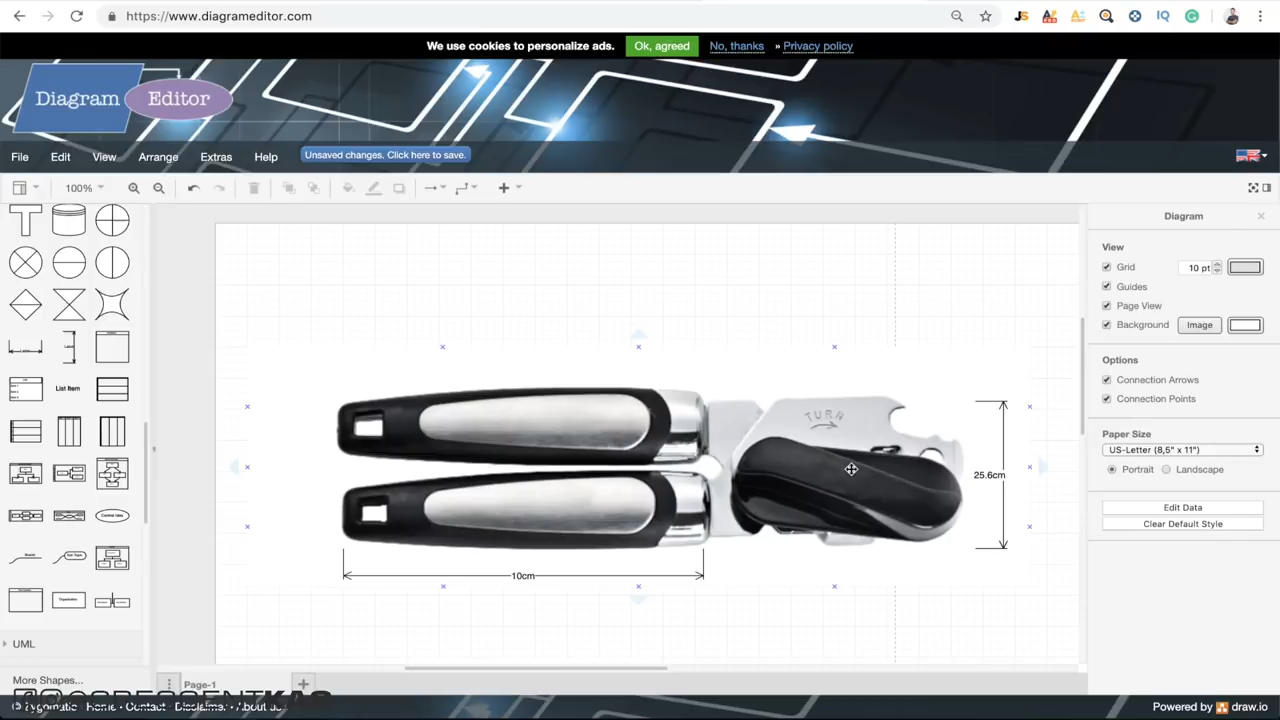 https://www.diagrameditor.com
We use cookies to personalize ads. Ok, agreed No, thanks » Privacy policy
Diagram Editor
File Edit View Arrange Extras Help Unsaved changes. Click here to save.
100%
Diagram
View
Grid 10 pt
Guides
Page View
Background Image
Options
Connection Arrows
Connection Points
Paper Size
US-Letter (8,5" x 11")
Portrait Landscape
Edit Data
Clear Default Style
List Item
TURN
25.6cm
10cm
UML
More Shapes...
Page-1
© Zygomatic · Home · Contact · Disclaimer · About us
Powered by draw.io